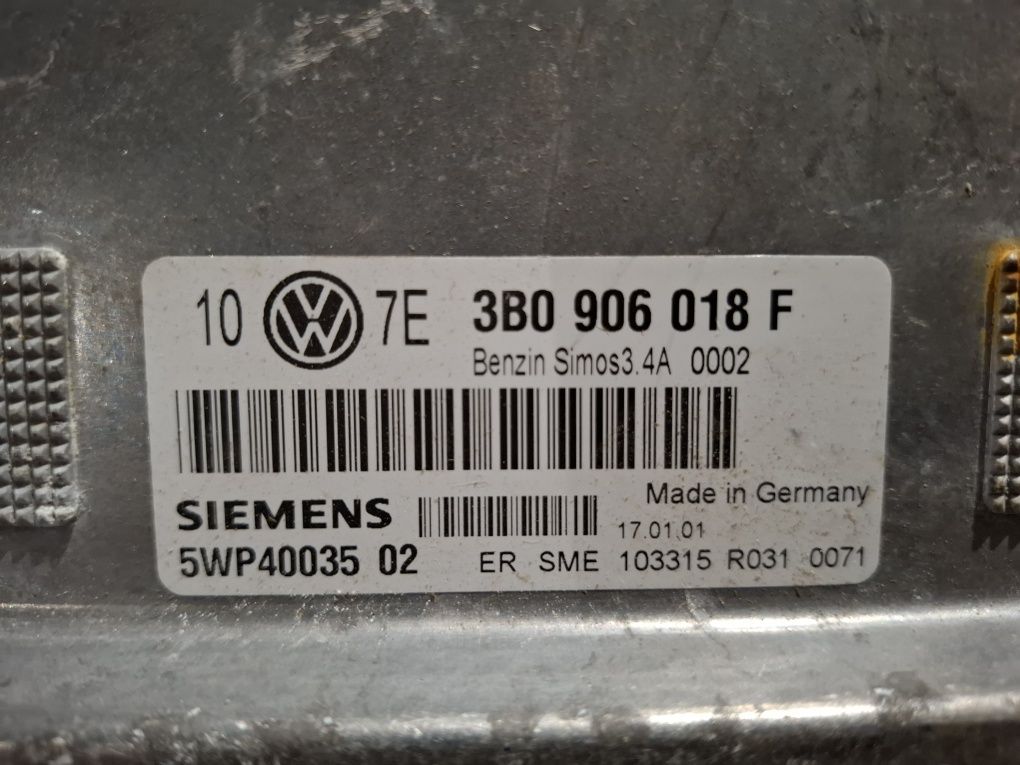 10 VW 7E 3B0 906 018 F
Benzin Simos3.4A 0002
Made in Germany
SIEMENS 17.01.01
5WP40035 02 ER SME 103315 R031 0071